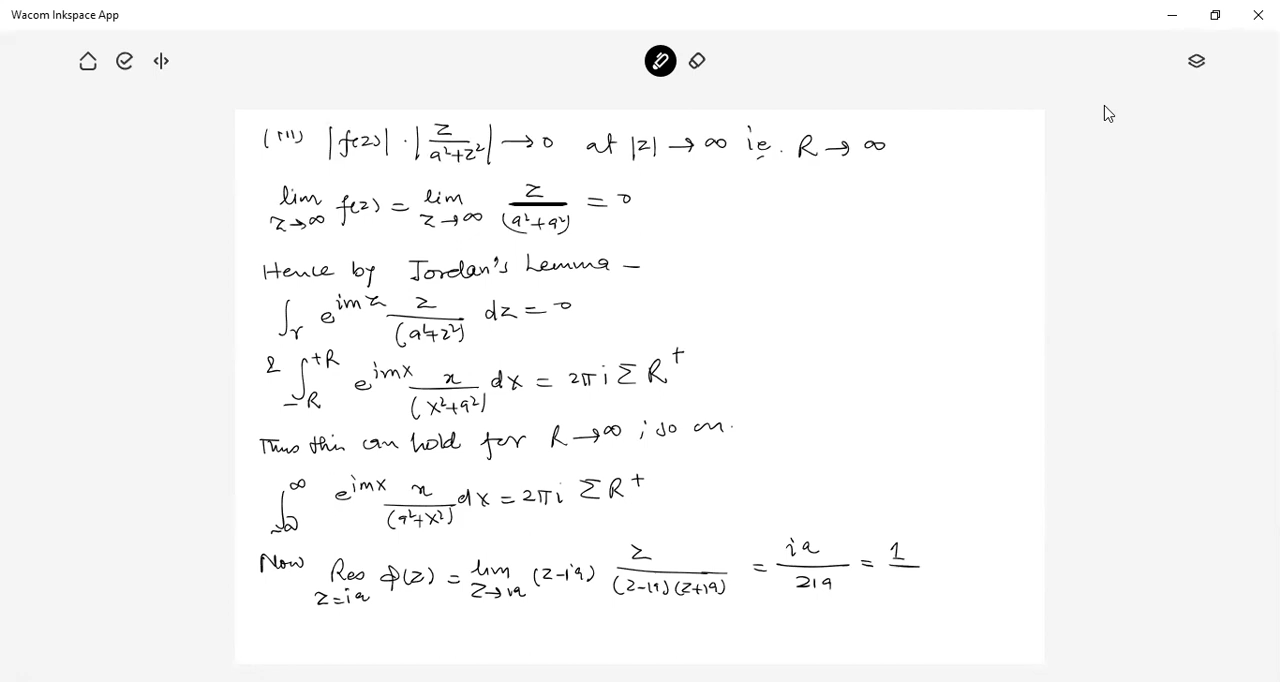 Wacom Inkspace App
(iii) |f(z)| · |z/(a²+z²)| → 0 at |z| → ∞ ie. R → ∞
lim z→∞ f(z) = lim z→∞ z/(a²+a²) = 0
Hence by Jordan's Lemma –
∫_r e^{imz} z/(a²+z²) dz = 0
& ∫_{-R}^{+R} e^{imx} x/(x²+a²) dx = 2πi Σ R⁺
Thus this can hold for R → ∞ ; so on.
∫_{-∞}^{∞} e^{imx} x/(a²+x²) dx = 2πi Σ R⁺
Now Res z=ia φ(z) = lim z→ia (z-ia) z/((z-ia)(z+ia)) = ia/2ia = 1/